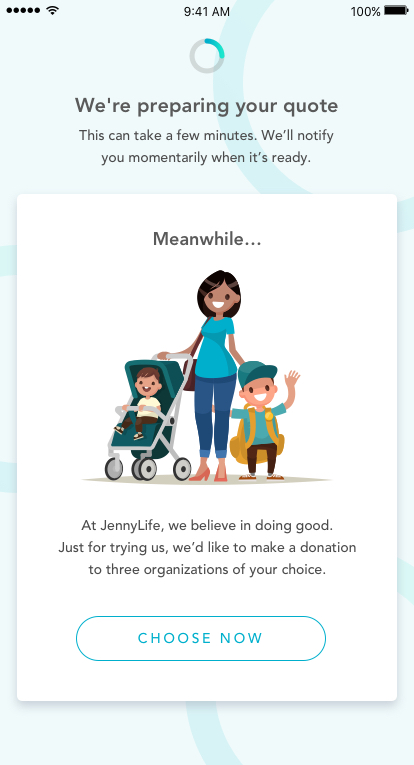 9:41 AM
100%
We're preparing your quote
This can take a few minutes. We’ll notify
you momentarily when it’s ready.
Meanwhile...
At JennyLife, we believe in doing good.
Just for trying us, we’d like to make a donation
to three organizations of your choice.
CHOOSE NOW